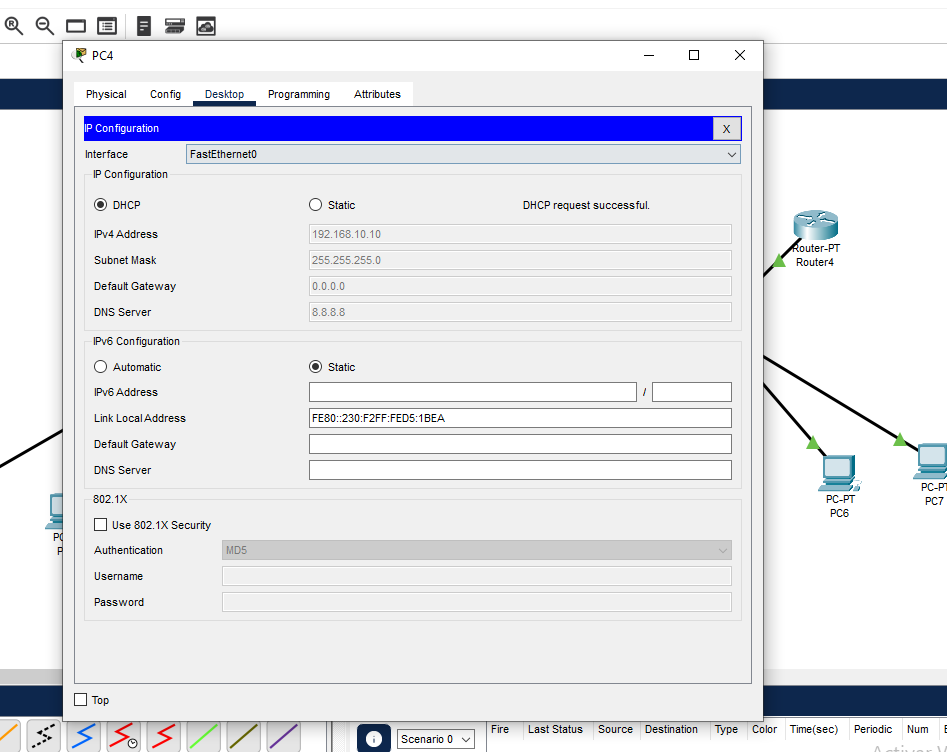 PC4
Physical Config Desktop Programming Attributes
IP Configuration X
Interface FastEthernet0
IP Configuration
DHCP Static DHCP request successful.
IPv4 Address 192.168.10.10
Subnet Mask 255.255.255.0
Default Gateway 0.0.0.0
DNS Server 8.8.8.8
IPv6 Configuration
Automatic Static
IPv6 Address /
Link Local Address FE80::230:F2FF:FED5:1BEA
Default Gateway
DNS Server
802.1X
Use 802.1X Security
Authentication MD5
Username
Password
Top
Router-PT
Router4
PC-PT
PC6
PC-PT
PC7
Scenario 0
Fire Last Status Source Destination Type Color Time(sec) Periodic Num